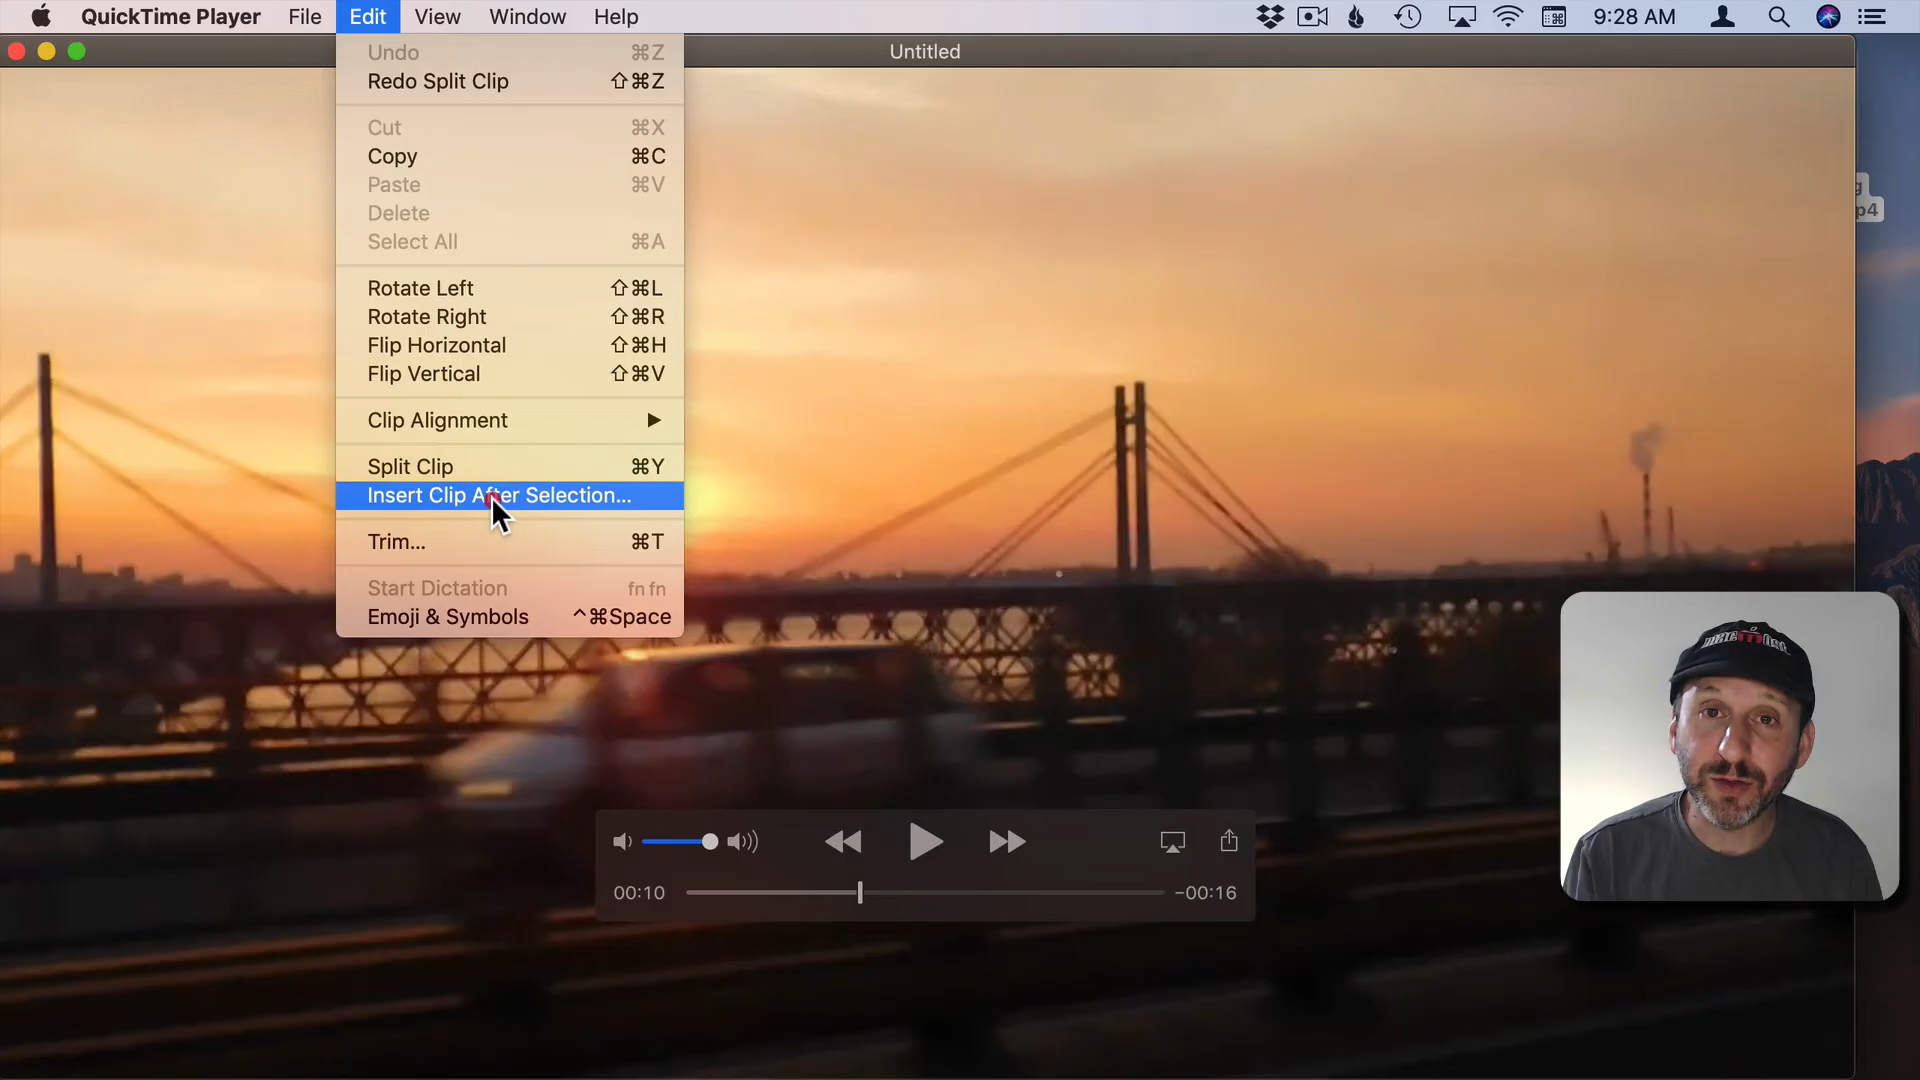 QuickTime Player File Edit View Window Help 9:28 AM
Untitled
Undo ⌘Z
Redo Split Clip ⇧⌘Z
Cut ⌘X
Copy ⌘C
Paste ⌘V
Delete
Select All ⌘A
Rotate Left ⇧⌘L
Rotate Right ⇧⌘R
Flip Horizontal ⇧⌘H
Flip Vertical ⇧⌘V
Clip Alignment ▶
Split Clip ⌘Y
Insert Clip After Selection...
Trim... ⌘T
Start Dictation fn fn
Emoji & Symbols ^⌘Space
g
p4
MACMOST
00:10 -00:16